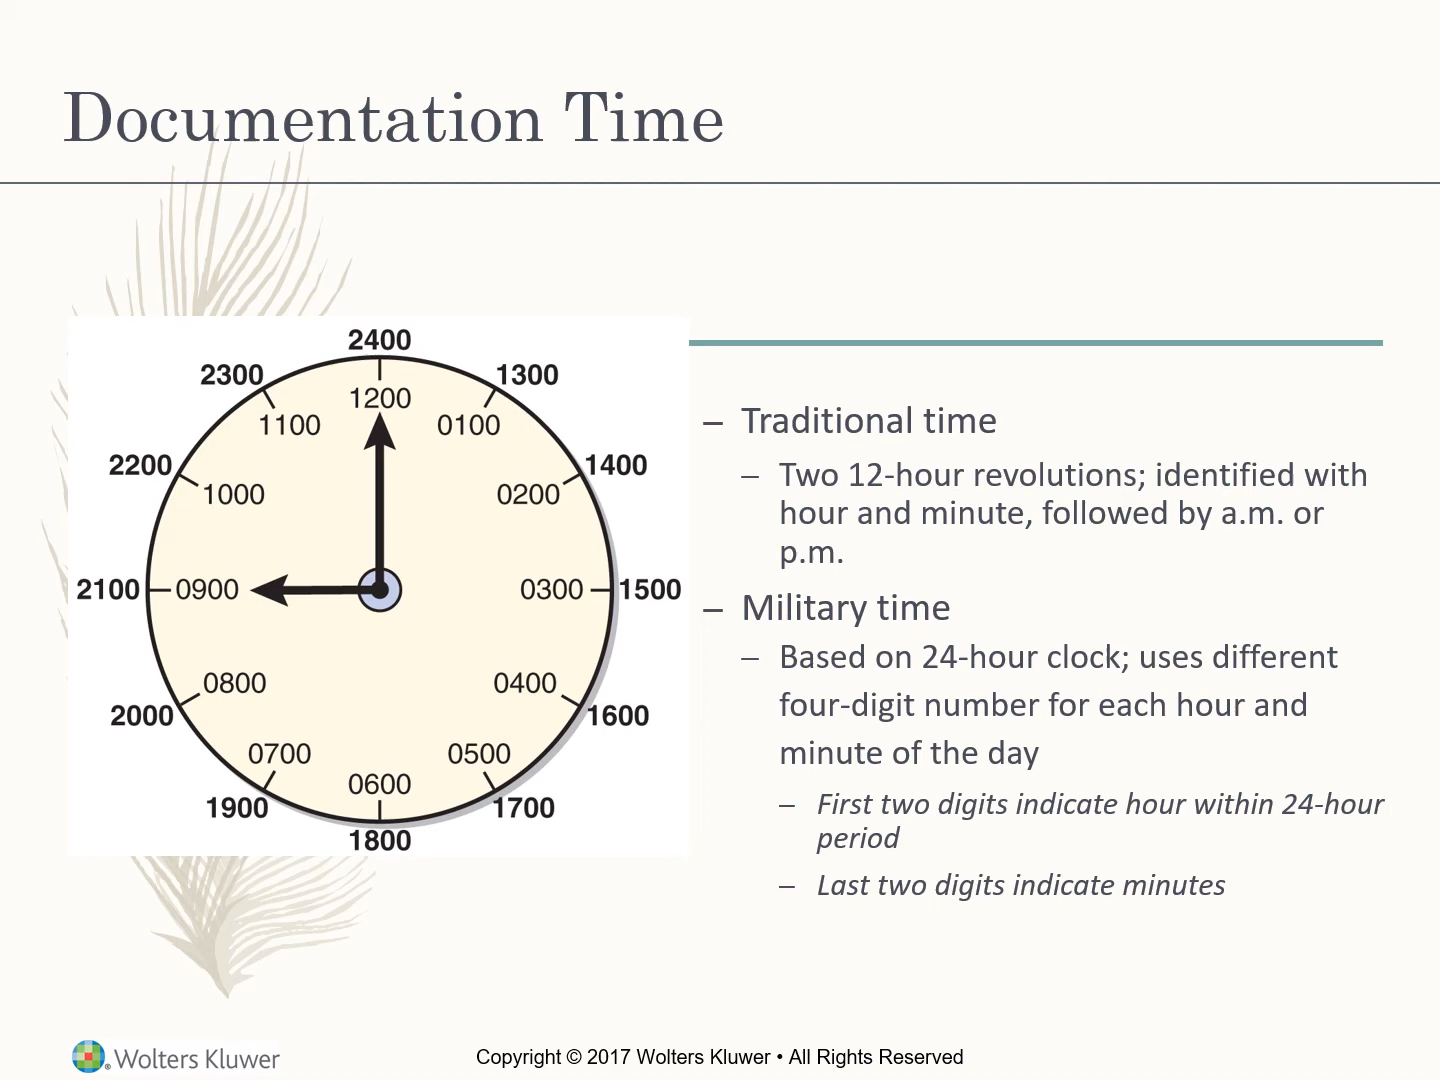 Documentation Time
2400
2300
1300
1200
1100
0100
2200
1400
1000
0200
2100
0900
0300
1500
0800
0400
2000
1600
0700
0500
0600
1900
1700
1800
– Traditional time
– Two 12-hour revolutions; identified with
hour and minute, followed by a.m. or
p.m.
– Military time
– Based on 24-hour clock; uses different
four-digit number for each hour and
minute of the day
– First two digits indicate hour within 24-hour
period
– Last two digits indicate minutes
Wolters Kluwer
Copyright © 2017 Wolters Kluwer • All Rights Reserved